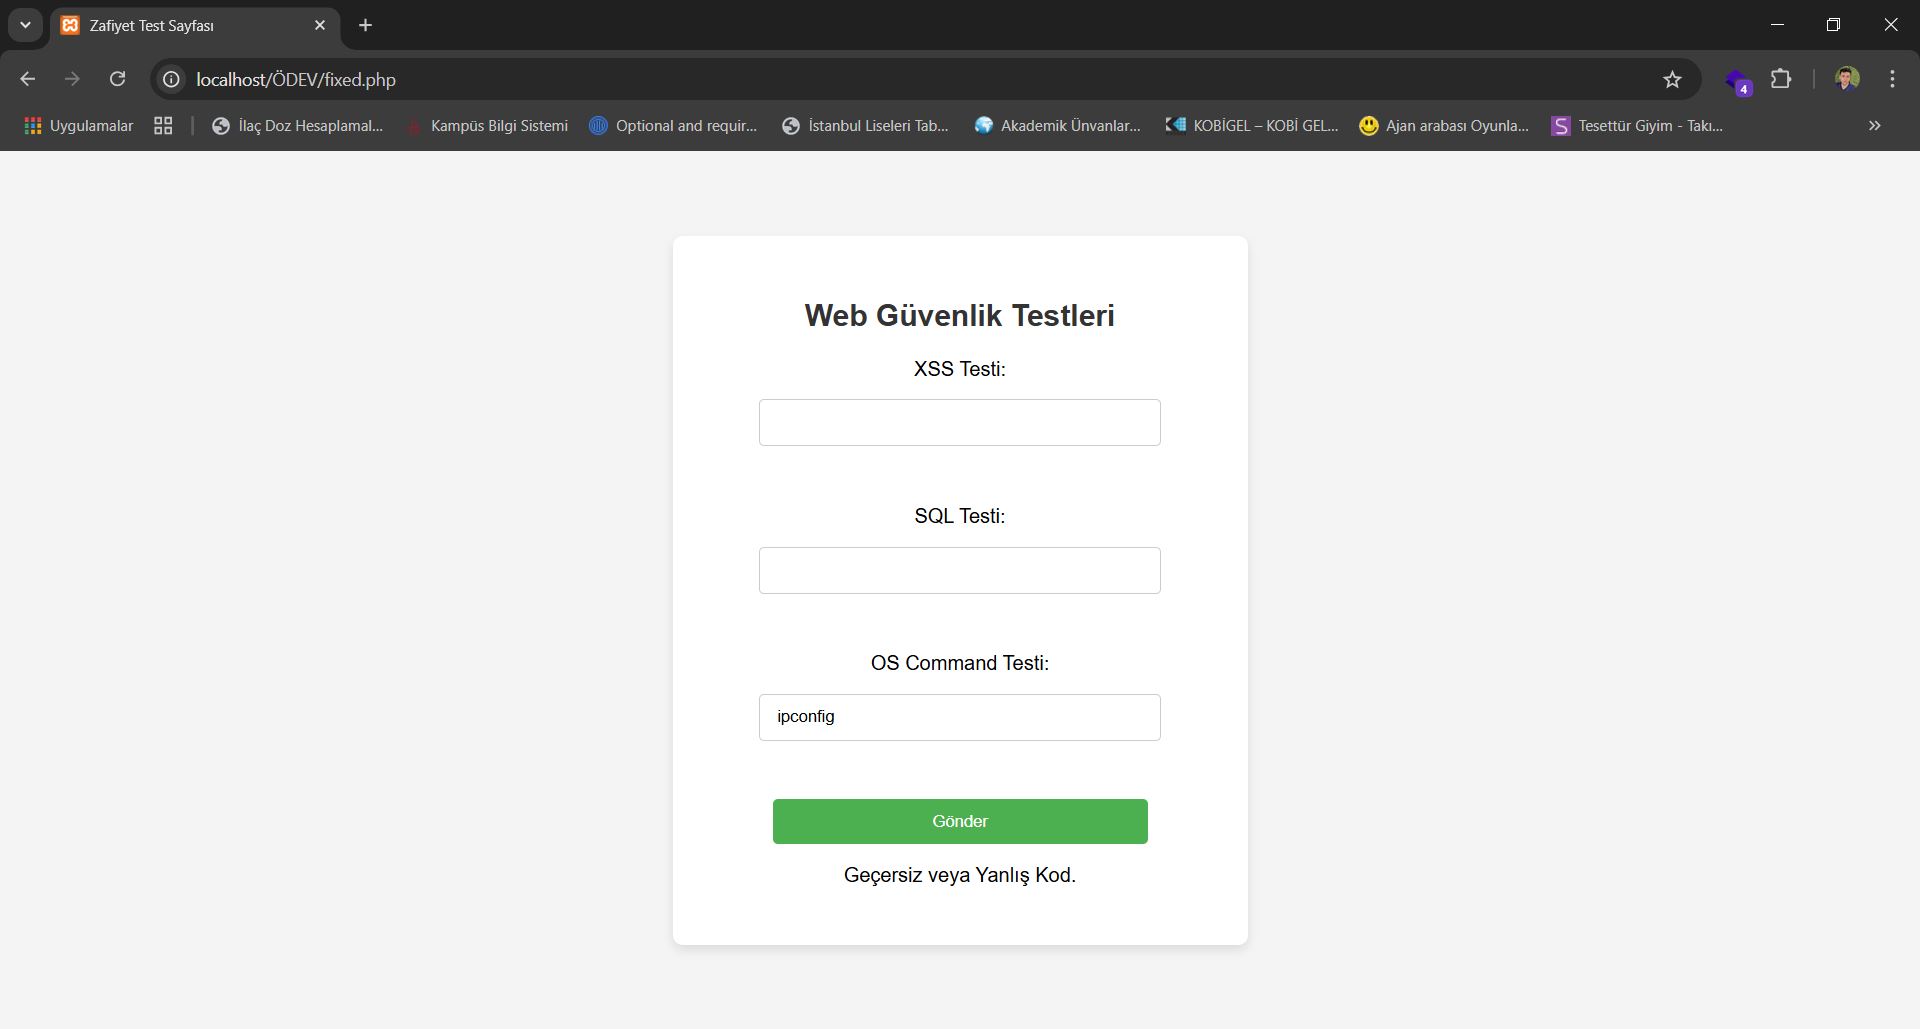 Zafiyet Test Sayfası
localhost/ÖDEV/fixed.php
4
Uygulamalar İlaç Doz Hesaplamal... Kampüs Bilgi Sistemi Optional and requir... İstanbul Liseleri Tab... Akademik Ünvanlar... KOBİGEL – KOBİ GEL... Ajan arabası Oyunla... S Tesettür Giyim - Takı... »
Web Güvenlik Testleri
XSS Testi:
SQL Testi:
OS Command Testi:
ipconfig
Gönder
Geçersiz veya Yanlış Kod.